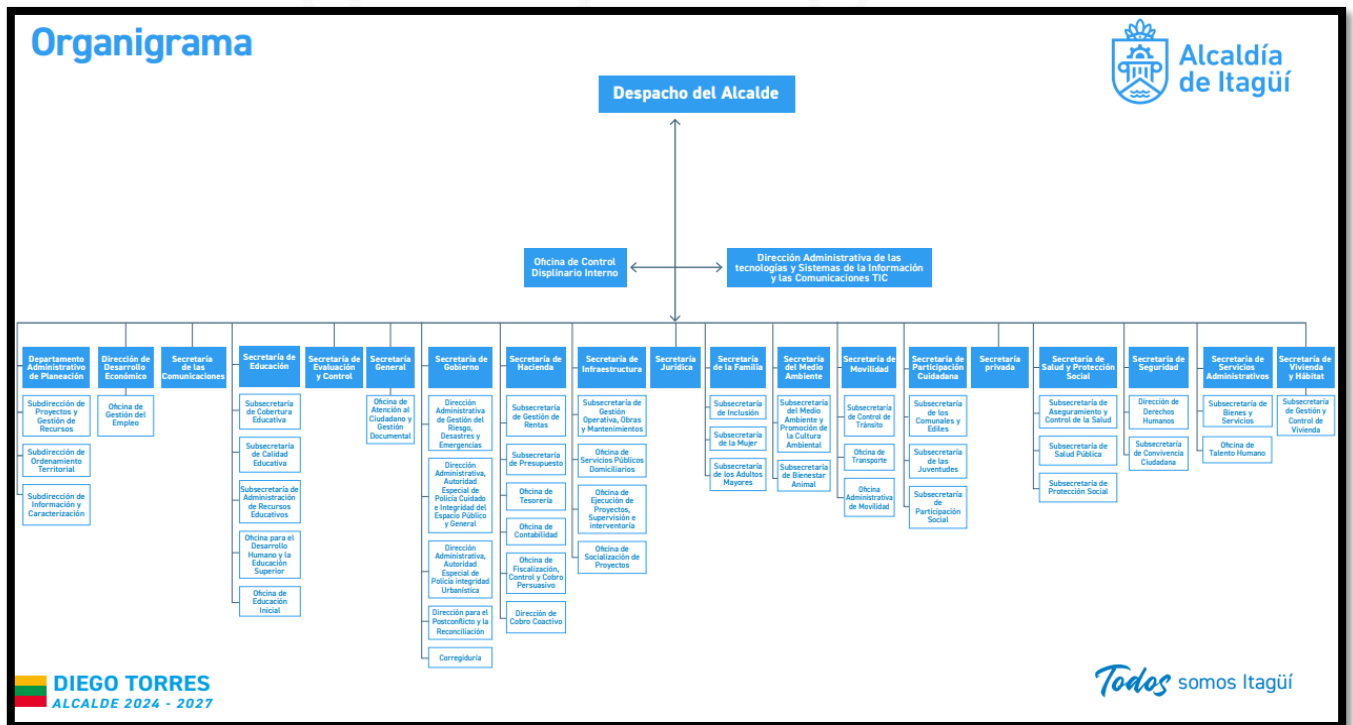 Organigrama
Alcaldía
de Itagüí
Despacho del Alcalde
Oficina de Control
Displinario Interno
Dirección Administrativa de las
tecnologías y Sistemas de la Información
y las Comunicaciones TIC
Departamento
Administrativo
de Planeación
Subdirección de
Proyectos y
Gestión de
Recursos
Subdirección de
Ordenamiento
Territorial
Subdirección de
Información y
Caracterización
Dirección de
Desarrollo
Económico
Oficina de
Gestión del
Empleo
Secretaría
de las
Comunicaciones
Secretaría de
Educación
Subsecretaría
de Cobertura
Educativa
Subsecretaría
de Calidad
Educativa
Subsecretaría de
Administración
de Recursos
Educativos
Oficina para el
Desarrollo
Humano y la
Educación
Superior
Oficina de
Educación
Inicial
Secretaría de
Evaluación
y Control
Secretaría
General
Oficina de
Atención al
Ciudadano y
Gestión
Documental
Secretaría de
Gobierno
Dirección
Administrativa
de Gestión del
Riesgo,
Desastres y
Emergencias
Dirección
Administrativa,
Autoridad
Especial de
Policía Cuidado
e Integridad del
Espacio Público
y General
Dirección
Administrativa,
Autoridad
Especial de
Policía integridad
Urbanística
Dirección para el
Postconflicto y la
Reconciliación
Corregiduría
Secretaría de
Hacienda
Subsecretaría
de Gestión de
Rentas
Subsecretaría
de Presupuesto
Oficina de
Tesorería
Oficina de
Contabilidad
Oficina de
Fiscalización,
Control y Cobro
Persuasivo
Dirección de
Cobro Coactivo
Secretaría de
Infraestructura
Subsecretaría de
Gestión
Operativa, Obras
y Mantenimientos
Oficina de
Servicios Públicos
Domiciliarios
Oficina de
Ejecución de
Proyectos,
Supervisión e
interventoría
Oficina de
Socialización de
Proyectos
Secretaría
Jurídica
Secretaría
de la Familia
Subsecretaría
de Inclusión
Subsecretaría
de la Mujer
Subsecretaría
de los Adultos
Mayores
Secretaría
del Medio
Ambiente
Subsecretaría
del Medio
Ambiente y
Promoción de
la Cultura
Ambiental
Subsecretaría
de Bienestar
Animal
Secretaría de
Movilidad
Subsecretaría
de Control de
Tránsito
Oficina de
Transporte
Oficina
Administrativa
de Movilidad
Secretaría de
Participación
Cuidadana
Subsecretaría
de los
Comunales y
Ediles
Subsecretaría
de las
Juventudes
Subsecretaría
de
Participación
Social
Secretaría
privada
Secretaría de
Salud y Protección
Social
Subsecretaría de
Aseguramiento y
Control de la Salud
Subsecretaría de
Salud Pública
Subsecretaría de
Protección Social
Secretaría de
Seguridad
Dirección de
Derechos
Humanos
Subsecretaría
de Convivencia
Ciudadana
Secretaría de
Servicios
Administrativos
Subsecretaría de
Bienes y
Servicios
Oficina de
Talento Humano
Secretaría de
Vivienda
y Hábitat
Subsecretaría
de Gestión y
Control de
Vivienda
DIEGO TORRES
ALCALDE 2024 - 2027
Todos somos Itagüí